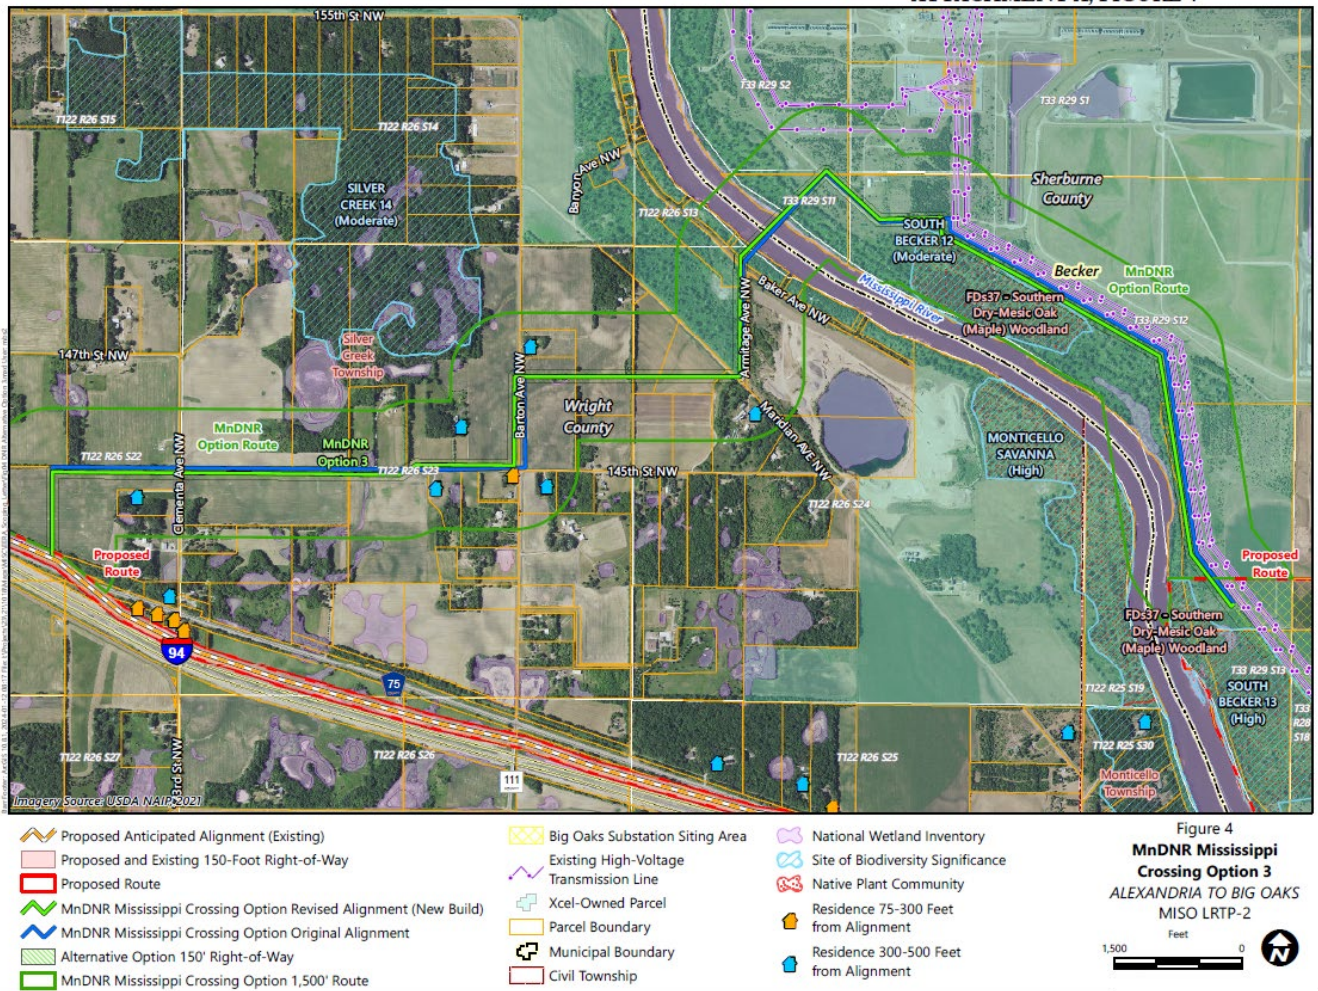 155th St NW
T33 R29 S2
T33 R29 S1
T122 R26 S15
T122 R26 S14
Banyon Ave NW
SILVER
CREEK 14
(Moderate)
T122 R26 S13
T33 R29 S11
Sherburne
County
SOUTH
BECKER 12
(Moderate)
Becker
MnDNR
Option Route
Mississippi River
Baker Ave NW
Armitage Ave NW
FDs37 - Southern
Dry-Mesic Oak
(Maple) Woodland
T33 R29 S12
147th St NW
Silver
Creek
Township
Barton Ave NW
Wright
County
Maridian AVE NW
MnDNR
Option Route
MnDNR
Option 3
Clementa Ave NW
MONTICELLO
SAVANNA
(High)
T122 R26 S22
T122 R26 S23
145th St NW
T122 R26 S24
Proposed
Route
Proposed
Route
FDs37 - Southern
Dry-Mesic Oak
(Maple) Woodland
94
75
T33 R29 S13
T122 R25 S19
SOUTH
BECKER 13
(High)
T33
R28
S18
T122 R26 S27
3rd St NW
T122 R26 S26
111
T122 R26 S25
T122 R25 S30
Monticello
Township
Imagery Source: USDA NAIP, 2021
Proposed Anticipated Alignment (Existing)
Proposed and Existing 150-Foot Right-of-Way
Proposed Route
MnDNR Mississippi Crossing Option Revised Alignment (New Build)
MnDNR Mississippi Crossing Option Original Alignment
Alternative Option 150' Right-of-Way
MnDNR Mississippi Crossing Option 1,500' Route
Big Oaks Substation Siting Area
Existing High-Voltage
Transmission Line
Xcel-Owned Parcel
Parcel Boundary
Municipal Boundary
Civil Township
National Wetland Inventory
Site of Biodiversity Significance
Native Plant Community
Residence 75-300 Feet
from Alignment
Residence 300-500 Feet
from Alignment
Figure 4
MnDNR Mississippi
Crossing Option 3
ALEXANDRIA TO BIG OAKS
MISO LRTP-2
Feet
1,500
0
N